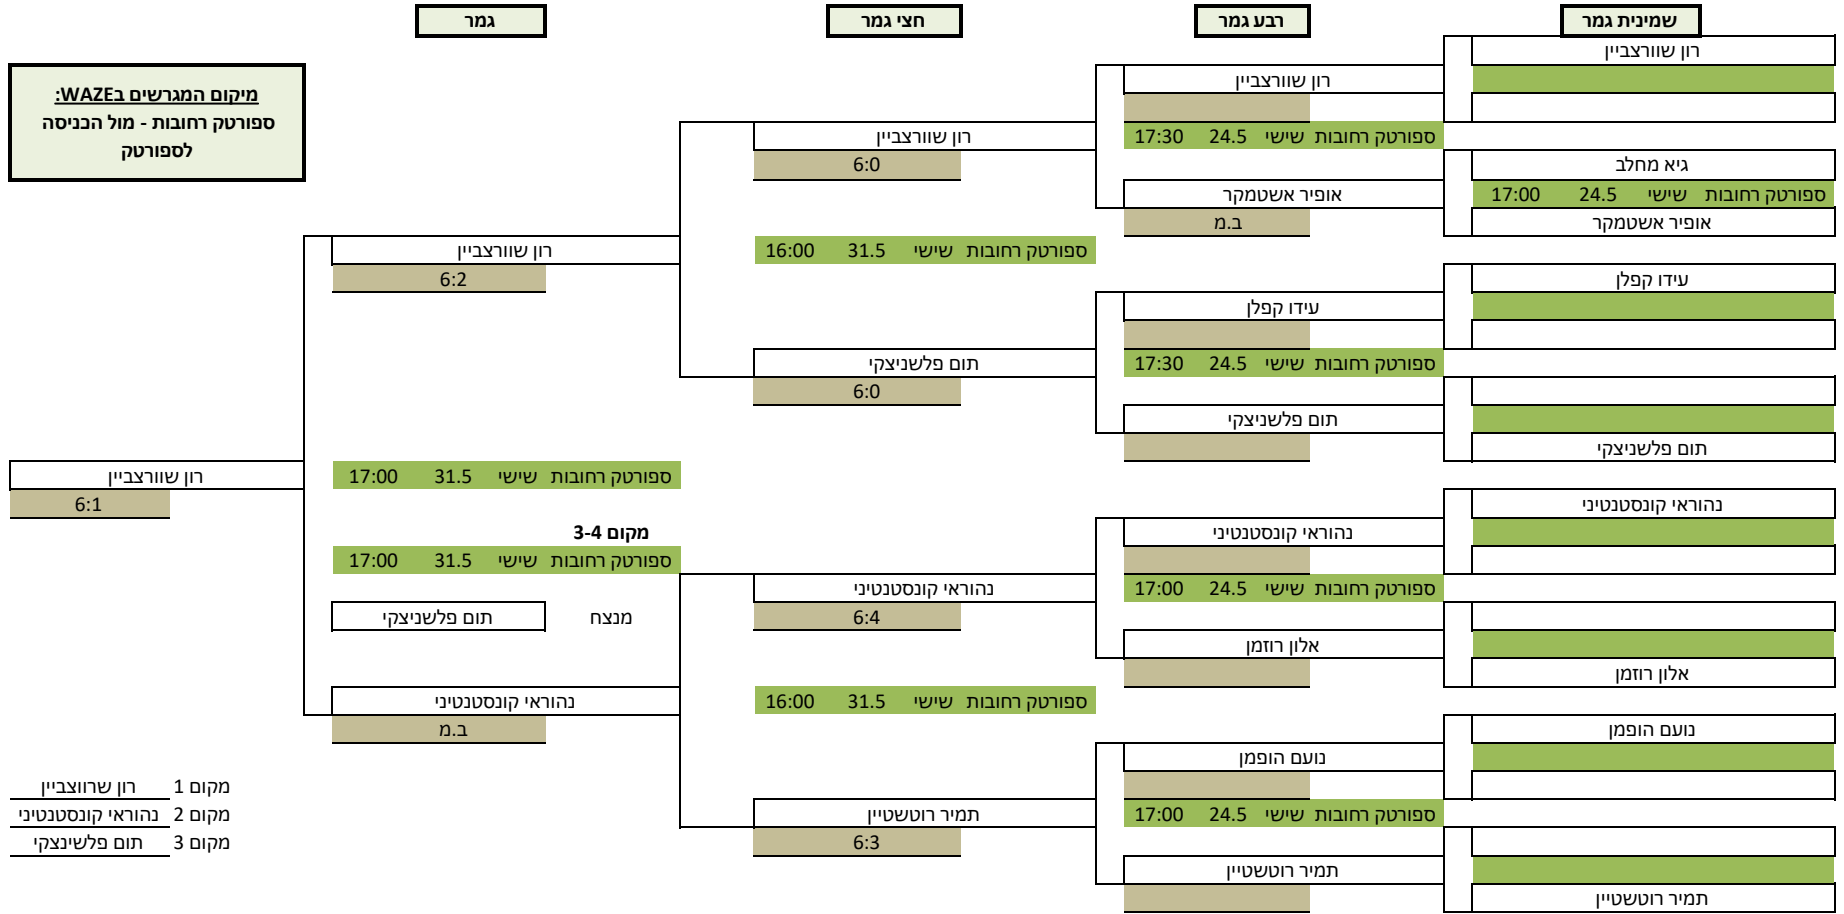 שמינית גמר
רבע גמר
חצי גמר
גמר
מיקום המגרשים בWAZE:
ספורטק רחובות - מול הכניסה
לספורטק
רון שוורצביין
גיא מחלב
ספורטק רחובות שישי 24.5 17:00
אופיר אשטמקר
עידו קפלן
תום פלשניצקי
נהוראי קונסטנטיני
אלון רוזמן
נועם הופמן
תמיר רוטשטיין
רון שוורצביין
ספורטק רחובות שישי 24.5 17:30
אופיר אשטמקר
ב.מ
עידו קפלן
ספורטק רחובות שישי 24.5 17:30
תום פלשניצקי
נהוראי קונסטנטיני
ספורטק רחובות שישי 24.5 17:00
אלון רוזמן
נועם הופמן
ספורטק רחובות שישי 24.5 17:00
תמיר רוטשטיין
רון שוורצביין
6:0
ספורטק רחובות שישי 31.5 16:00
תום פלשניצקי
6:0
נהוראי קונסטנטיני
6:4
ספורטק רחובות שישי 31.5 16:00
תמיר רוטשטיין
6:3
רון שוורצביין
6:2
ספורטק רחובות שישי 31.5 17:00
מקום 3-4
ספורטק רחובות שישי 31.5 17:00
מנצח תום פלשניצקי
נהוראי קונסטנטיני
ב.מ
רון שוורצביין
6:1
מקום 1 רון שרווצביין
מקום 2 נהוראי קונסטנטיני
מקום 3 תום פלשינצקי